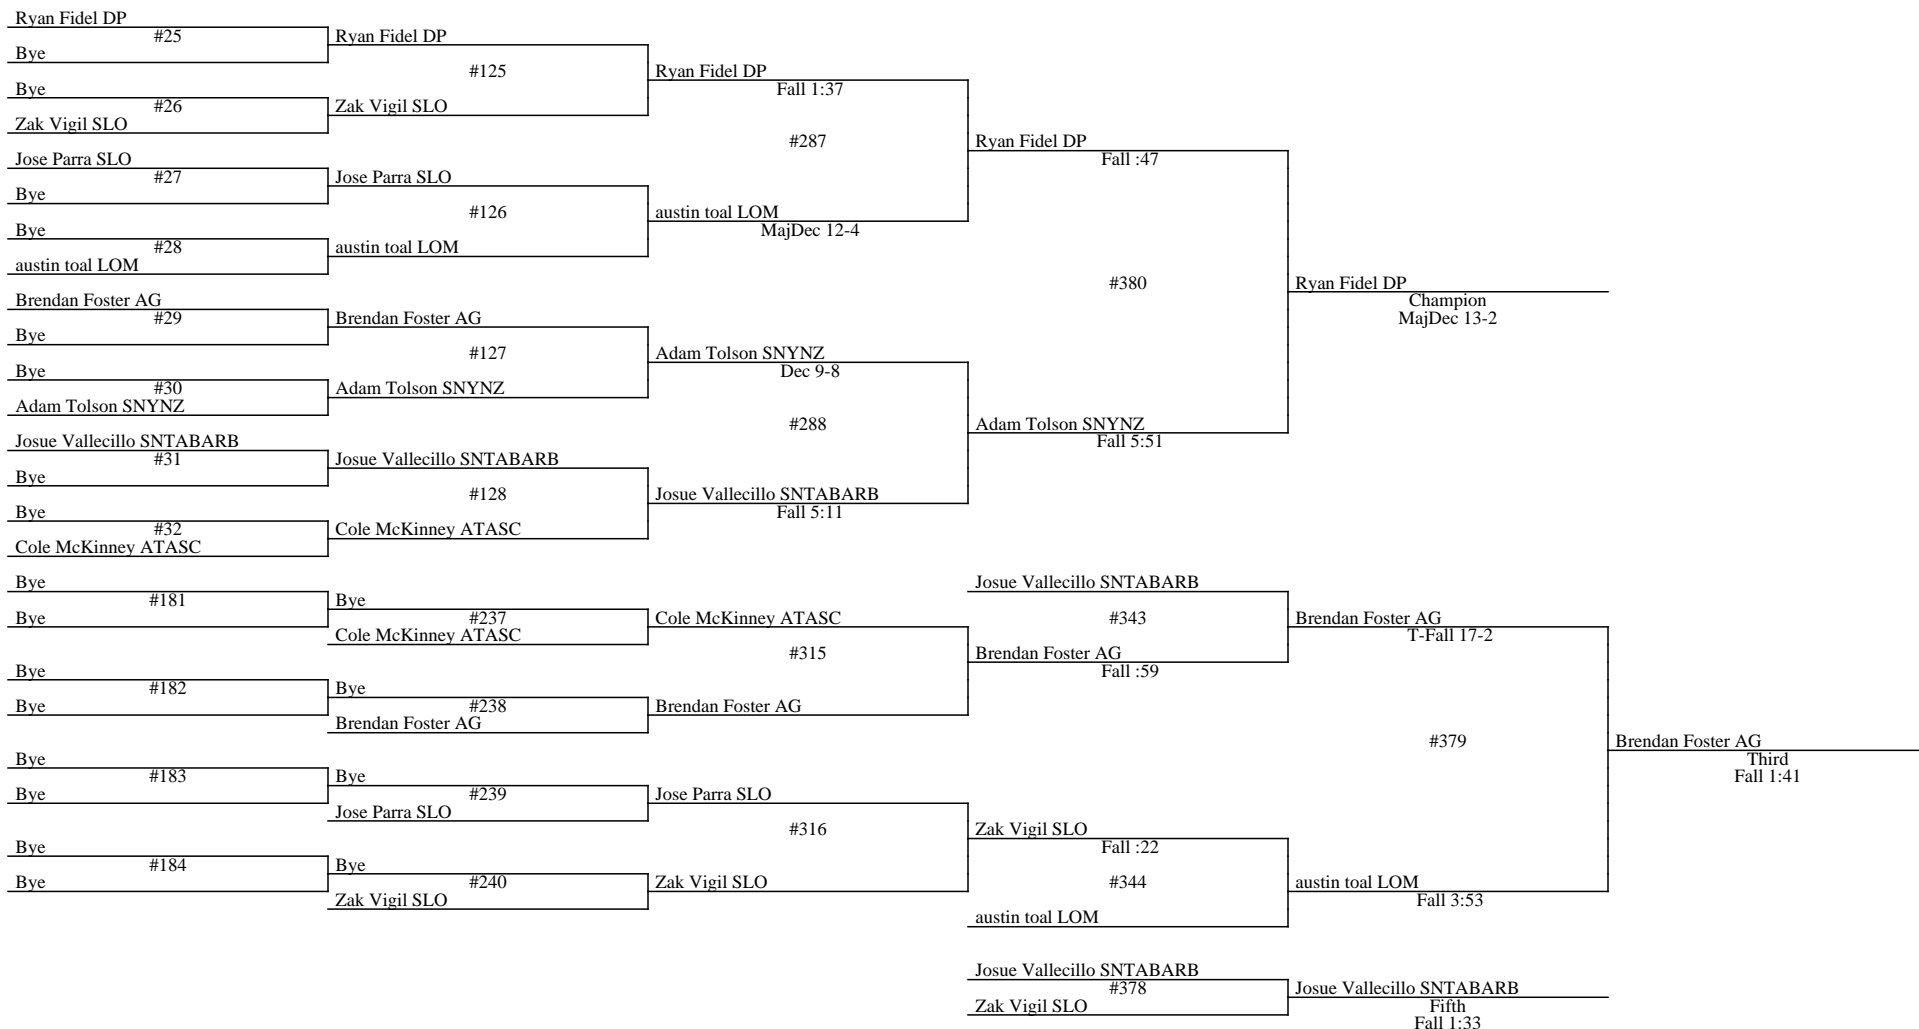 Ryan Fidel DP
#25
Bye
Bye
#26
Zak Vigil SLO
Jose Parra SLO
#27
Bye
Bye
#28
austin toal LOM
Brendan Foster AG
#29
Bye
Bye
#30
Adam Tolson SNYNZ
Josue Vallecillo SNTABARB
#31
Bye
Bye
#32
Cole McKinney ATASC
Ryan Fidel DP
#125
Zak Vigil SLO
Jose Parra SLO
#126
austin toal LOM
Brendan Foster AG
#127
Adam Tolson SNYNZ
Josue Vallecillo SNTABARB
#128
Cole McKinney ATASC
Ryan Fidel DP
Fall 1:37
#287
austin toal LOM
MajDec 12-4
Adam Tolson SNYNZ
Dec 9-8
#288
Josue Vallecillo SNTABARB
Fall 5:11
Ryan Fidel DP
Fall :47
#380
Adam Tolson SNYNZ
Fall 5:51
Ryan Fidel DP
Champion
MajDec 13-2
Bye
#181
Bye
Bye
#182
Bye
Bye
#183
Bye
Bye
#184
Bye
Bye
#237
Cole McKinney ATASC
Bye
#238
Brendan Foster AG
Bye
#239
Jose Parra SLO
Bye
#240
Zak Vigil SLO
Cole McKinney ATASC
#315
Brendan Foster AG
Jose Parra SLO
#316
Zak Vigil SLO
Josue Vallecillo SNTABARB
#343
Brendan Foster AG
Fall :59
Zak Vigil SLO
Fall :22
#344
austin toal LOM
Brendan Foster AG
T-Fall 17-2
#379
austin toal LOM
Fall 3:53
Brendan Foster AG
Third
Fall 1:41
Josue Vallecillo SNTABARB
#378
Zak Vigil SLO
Josue Vallecillo SNTABARB
Fifth
Fall 1:33